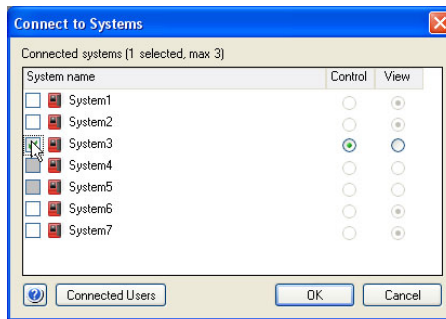 Connect to Systems
Connected systems (1 selected, max 3)
System name Control View
System1
System2
System3
System4
System5
System6
System7
Connected Users OK Cancel